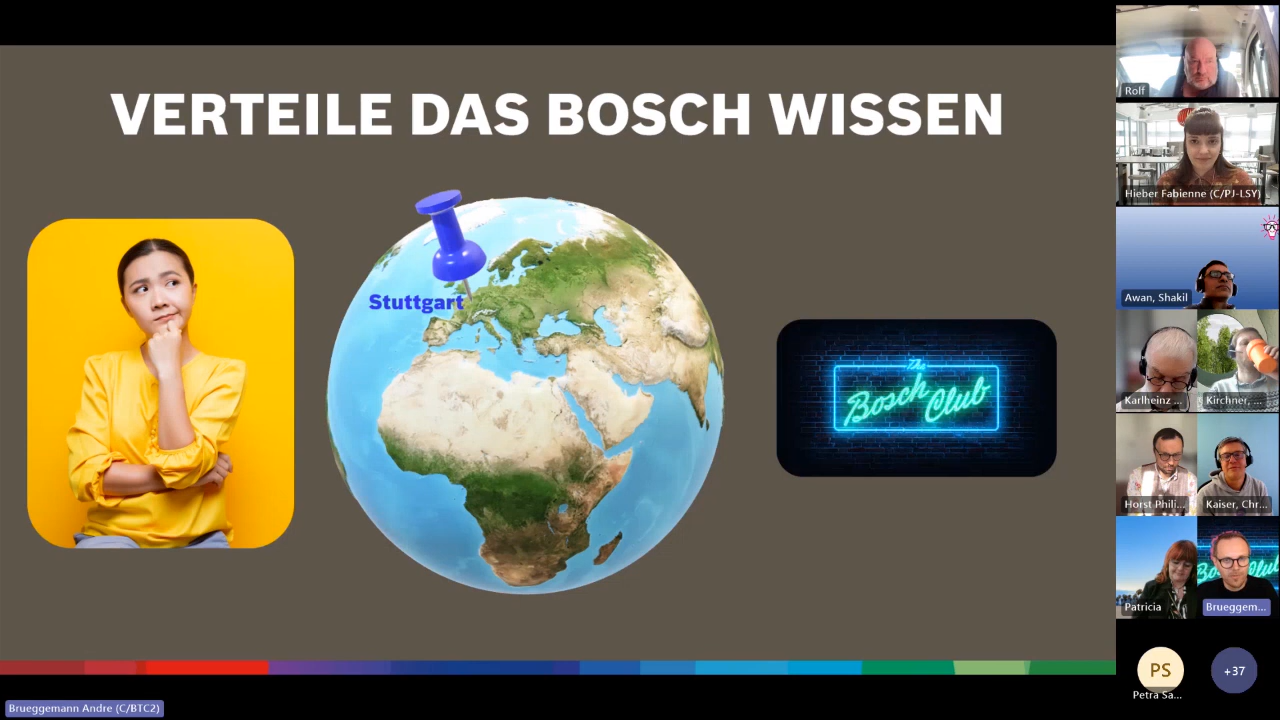 VERTEILE DAS BOSCH WISSEN
Stuttgart
The
Bosch Club
Rolf
Hieber Fabienne (C/PJ-LSY)
Awan, Shakil
Karlheinz ...
Kirchner, ...
Horst Phili...
Kaiser, Chr...
Patricia
Brueggem...
PS
Petra Sa...
+37
Brueggemann Andre (C/BTC2)